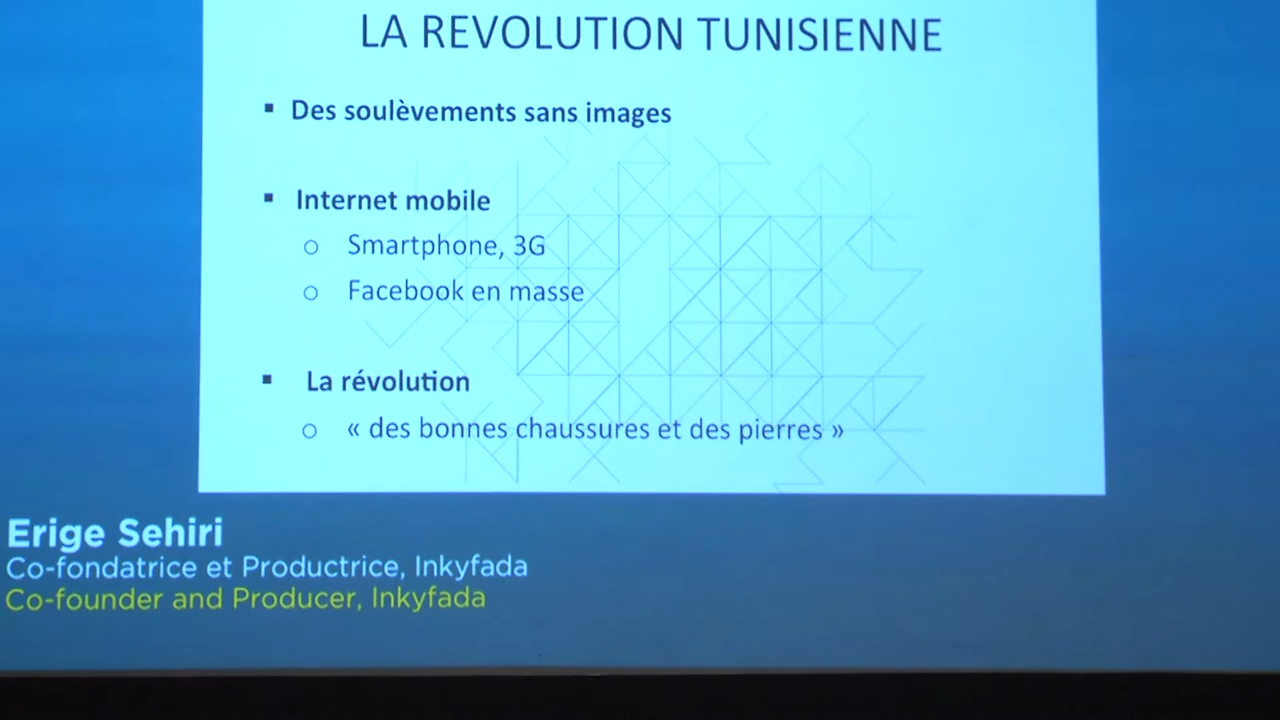 LA REVOLUTION TUNISIENNE
▪ Des soulèvements sans images
▪ Internet mobile
o Smartphone, 3G
o Facebook en masse
▪ La révolution
o « des bonnes chaussures et des pierres »
Erige Sehiri
Co-fondatrice et Productrice, Inkyfada
Co-founder and Producer, Inkyfada